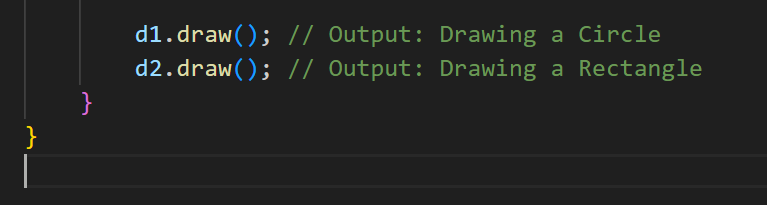 d1.draw(); // Output: Drawing a Circle
d2.draw(); // Output: Drawing a Rectangle
}
}